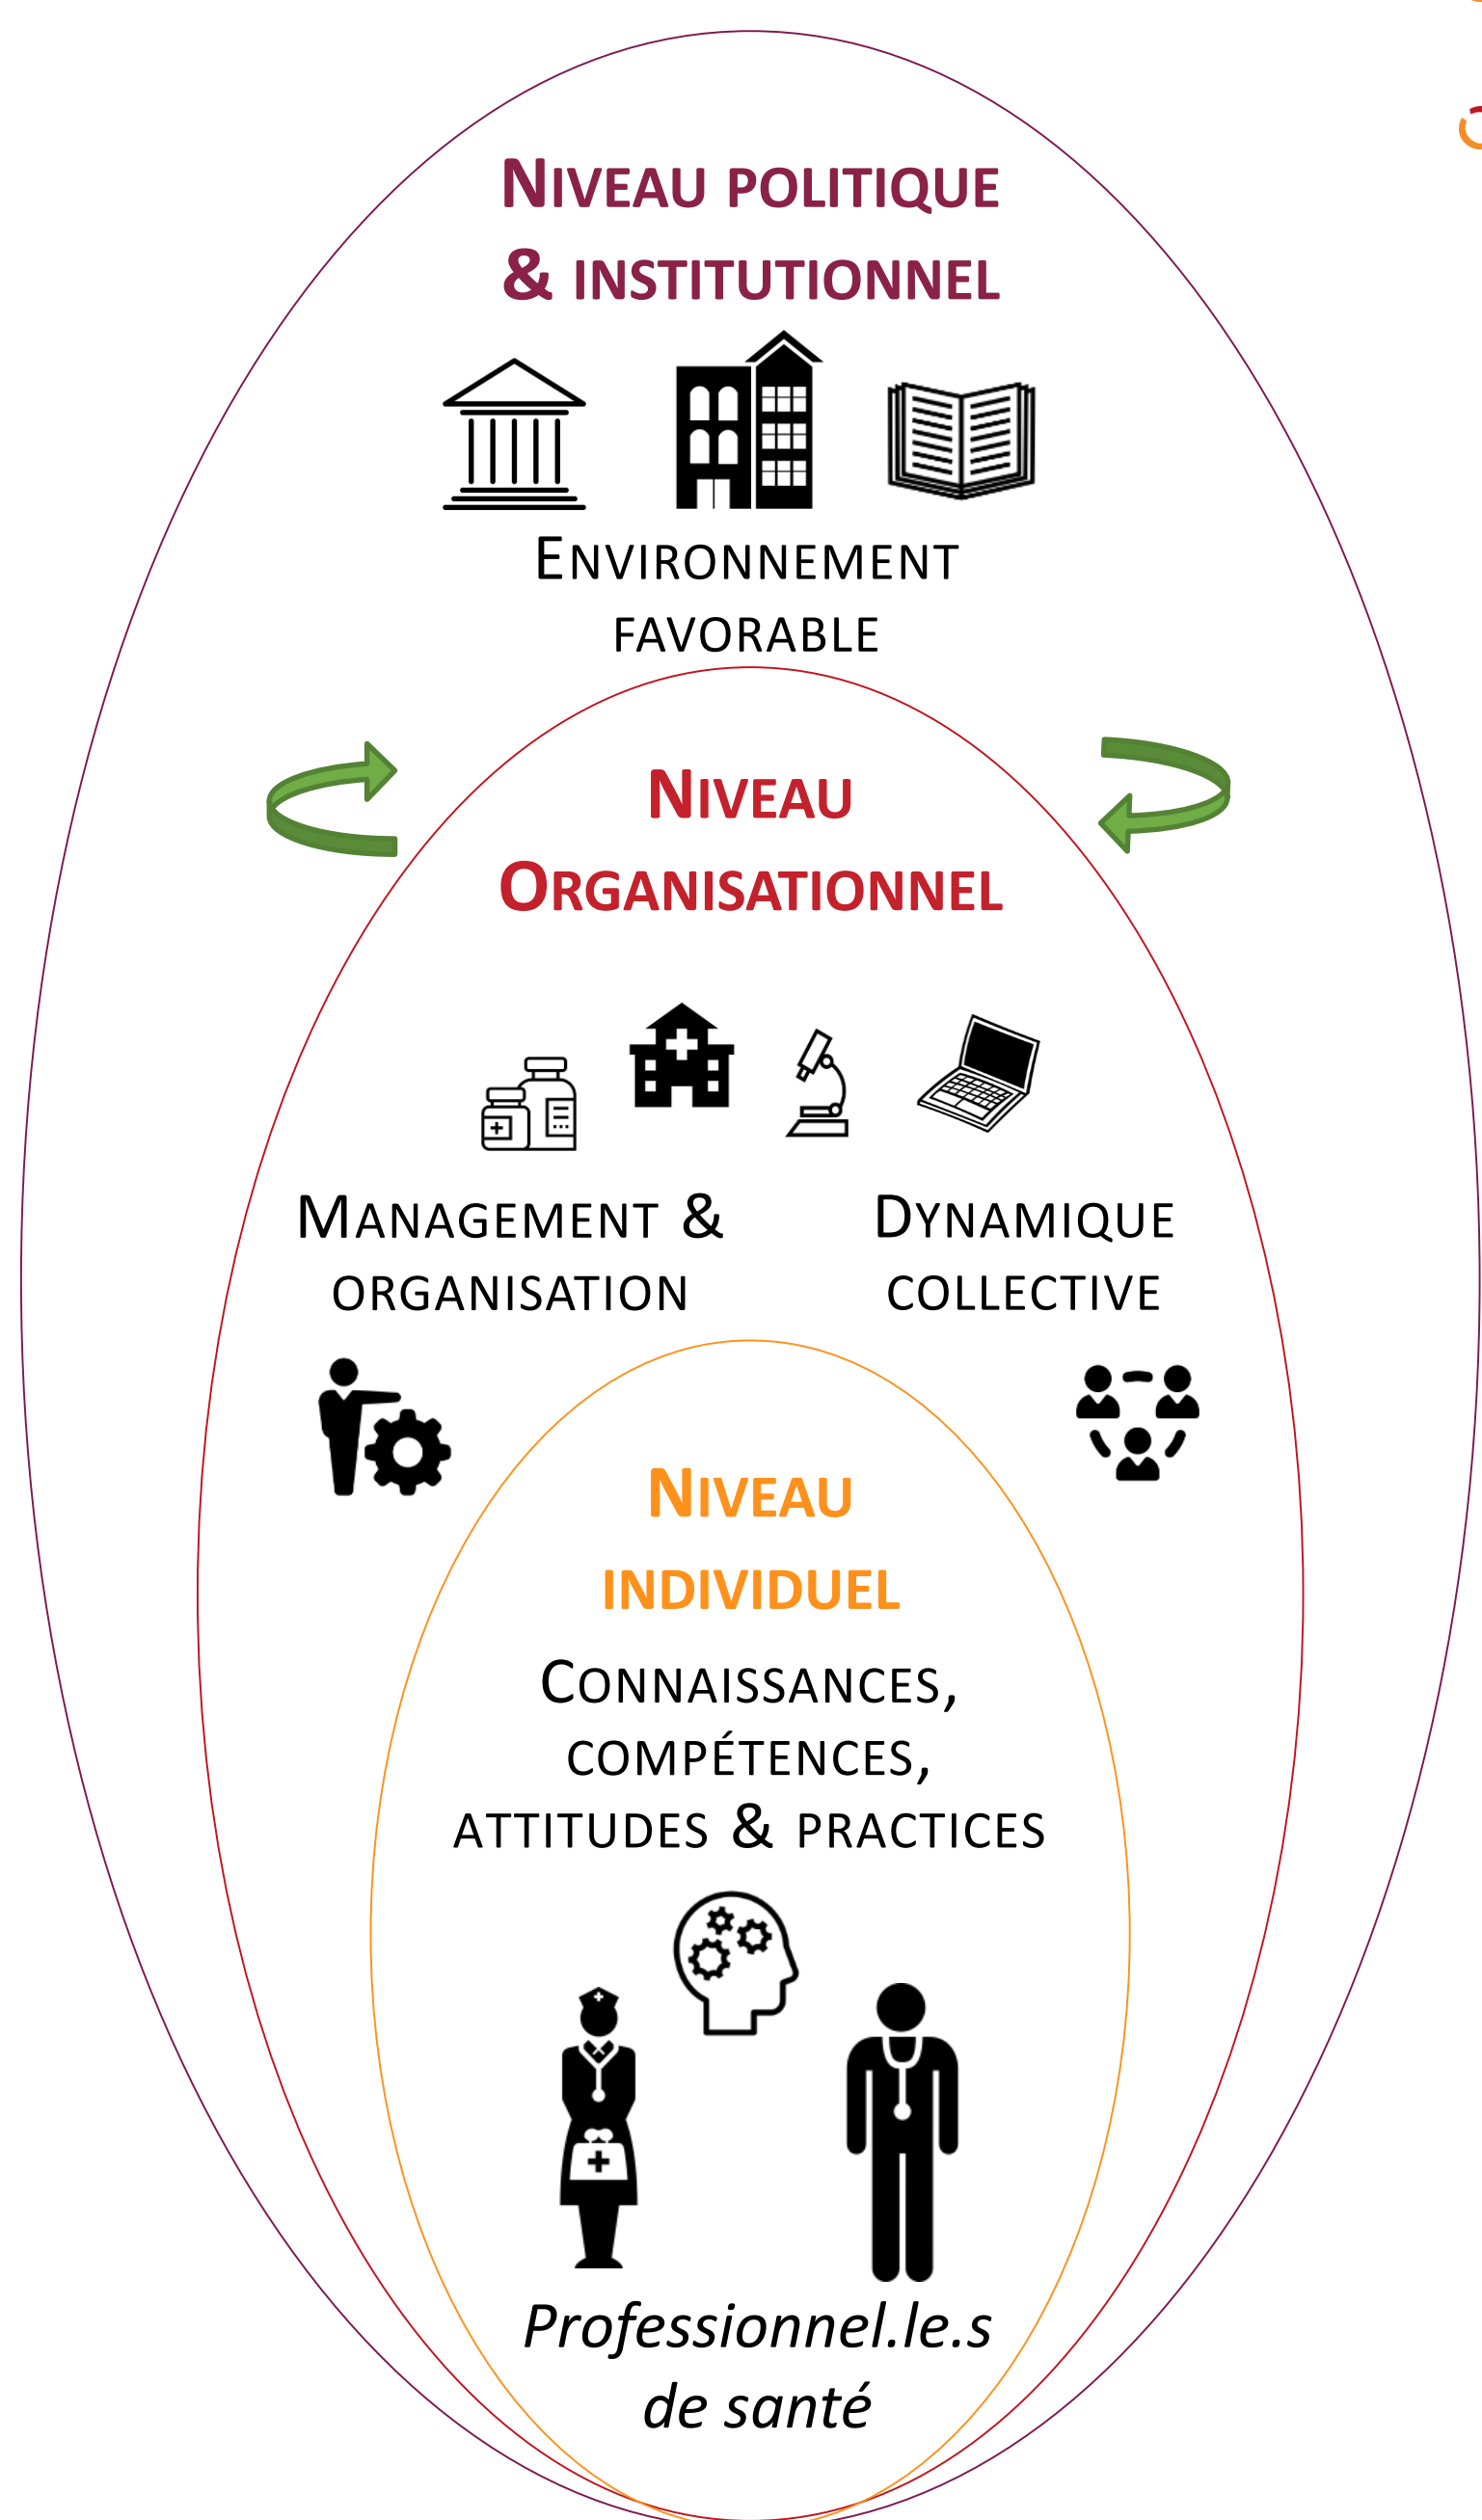 Niveau politique
& institutionnel
Environnement
favorable
Niveau
Organisationnel
Management &
organisation
Dynamique
collective
Niveau
individuel
Connaissances,
compétences,
attitudes & practices
Professionnel.le.s
de santé